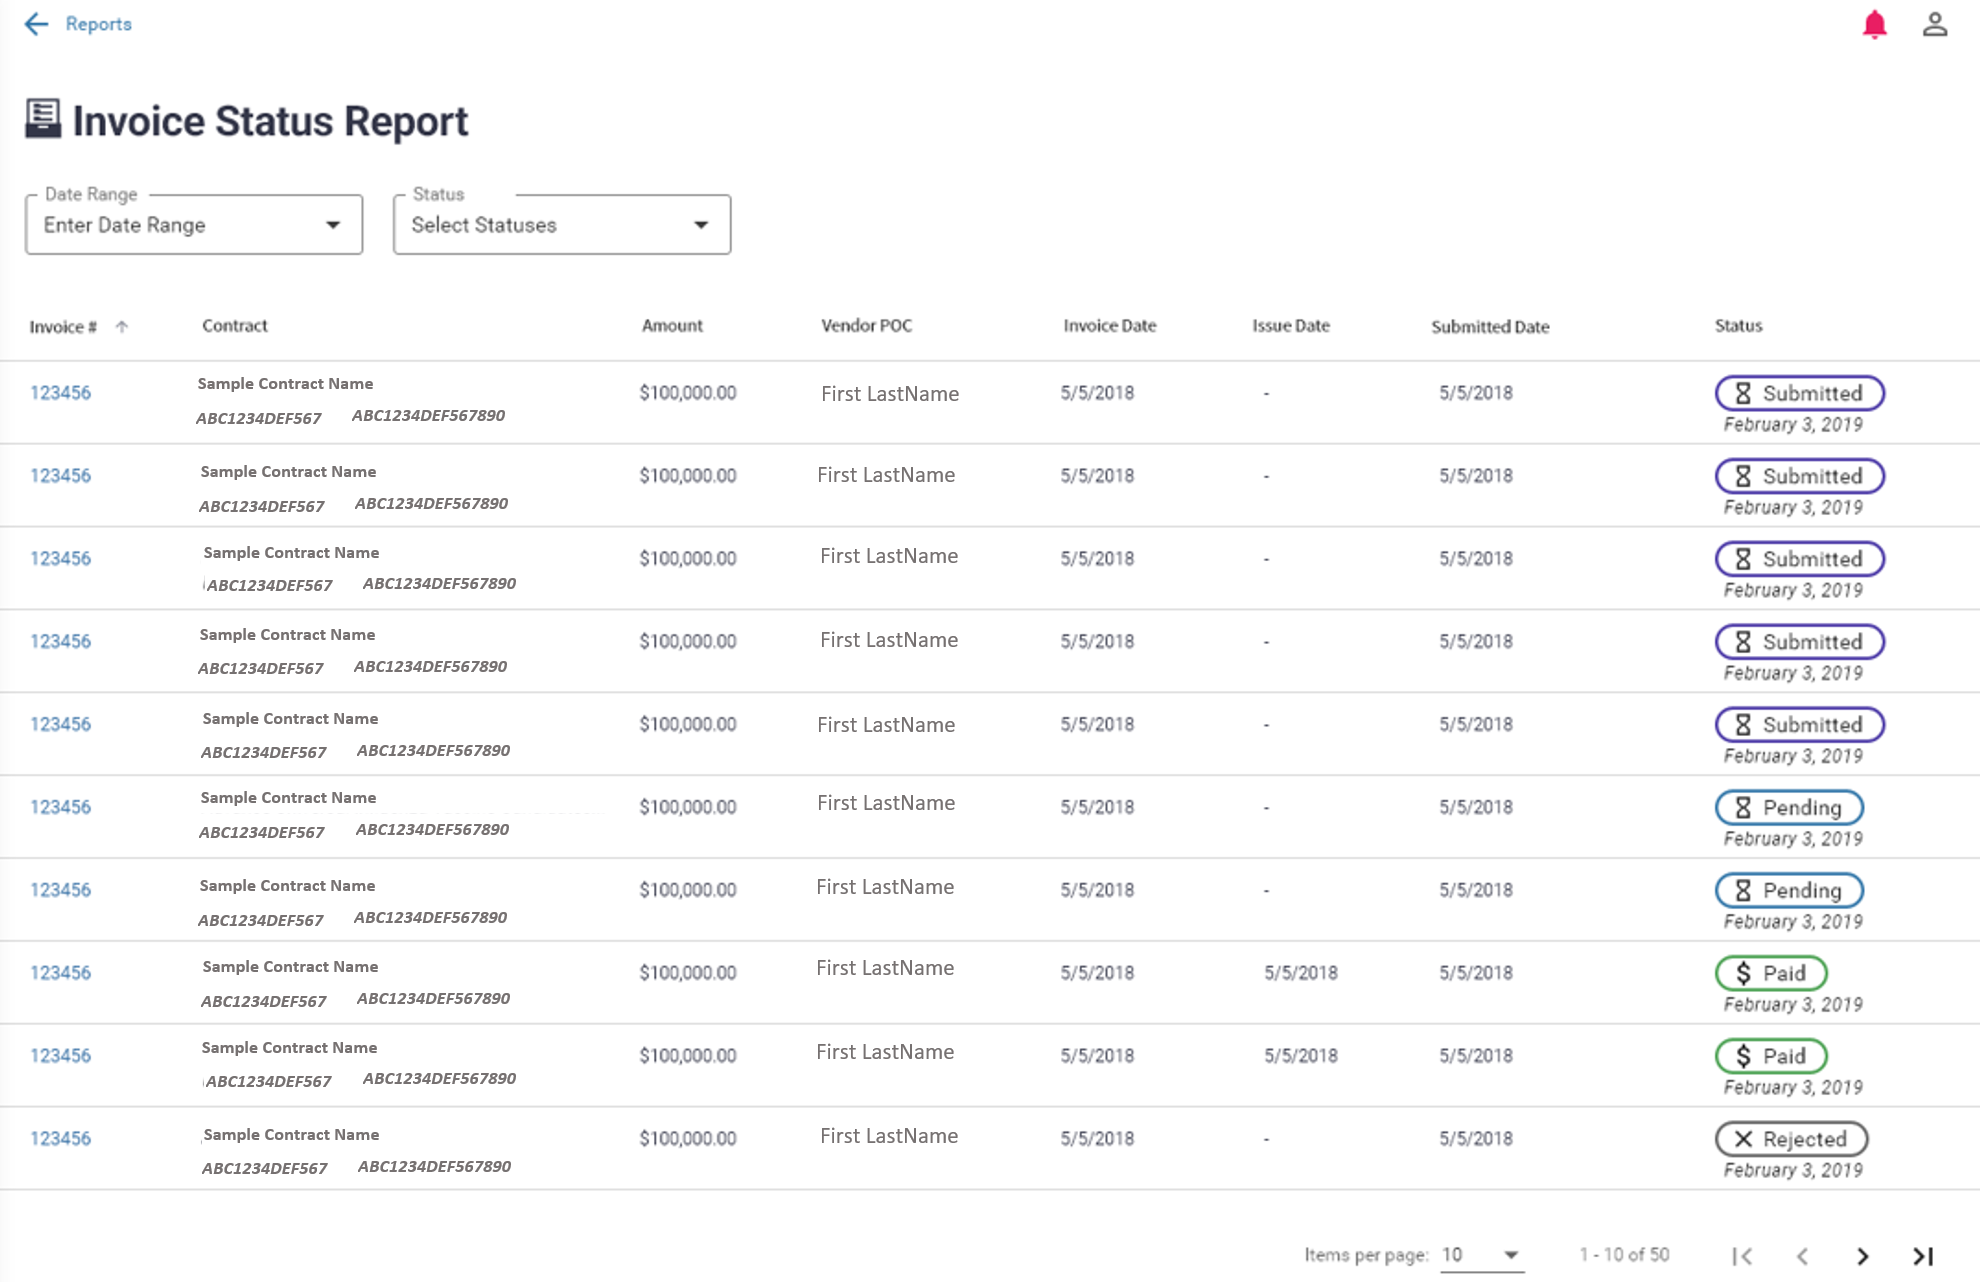 Reports
Invoice Status Report
Date Range
Enter Date Range
Status
Select Statuses
Invoice # Contract Amount Vendor POC Invoice Date Issue Date Submitted Date Status
123456 Sample Contract Name $100,000.00 First LastName 5/5/2018 - 5/5/2018 Submitted
ABC1234DEF567 ABC1234DEF567890 February 3, 2019
123456 Sample Contract Name $100,000.00 First LastName 5/5/2018 - 5/5/2018 Submitted
ABC1234DEF567 ABC1234DEF567890 February 3, 2019
123456 Sample Contract Name $100,000.00 First LastName 5/5/2018 - 5/5/2018 Submitted
ABC1234DEF567 ABC1234DEF567890 February 3, 2019
123456 Sample Contract Name $100,000.00 First LastName 5/5/2018 - 5/5/2018 Submitted
ABC1234DEF567 ABC1234DEF567890 February 3, 2019
123456 Sample Contract Name $100,000.00 First LastName 5/5/2018 - 5/5/2018 Submitted
ABC1234DEF567 ABC1234DEF567890 February 3, 2019
123456 Sample Contract Name $100,000.00 First LastName 5/5/2018 - 5/5/2018 Pending
ABC1234DEF567 ABC1234DEF567890 February 3, 2019
123456 Sample Contract Name $100,000.00 First LastName 5/5/2018 - 5/5/2018 Pending
ABC1234DEF567 ABC1234DEF567890 February 3, 2019
123456 Sample Contract Name $100,000.00 First LastName 5/5/2018 5/5/2018 5/5/2018 $ Paid
ABC1234DEF567 ABC1234DEF567890 February 3, 2019
123456 Sample Contract Name $100,000.00 First LastName 5/5/2018 5/5/2018 5/5/2018 $ Paid
ABC1234DEF567 ABC1234DEF567890 February 3, 2019
123456 Sample Contract Name $100,000.00 First LastName 5/5/2018 - 5/5/2018 Rejected
ABC1234DEF567 ABC1234DEF567890 February 3, 2019
Items per page: 10 1 - 10 of 50